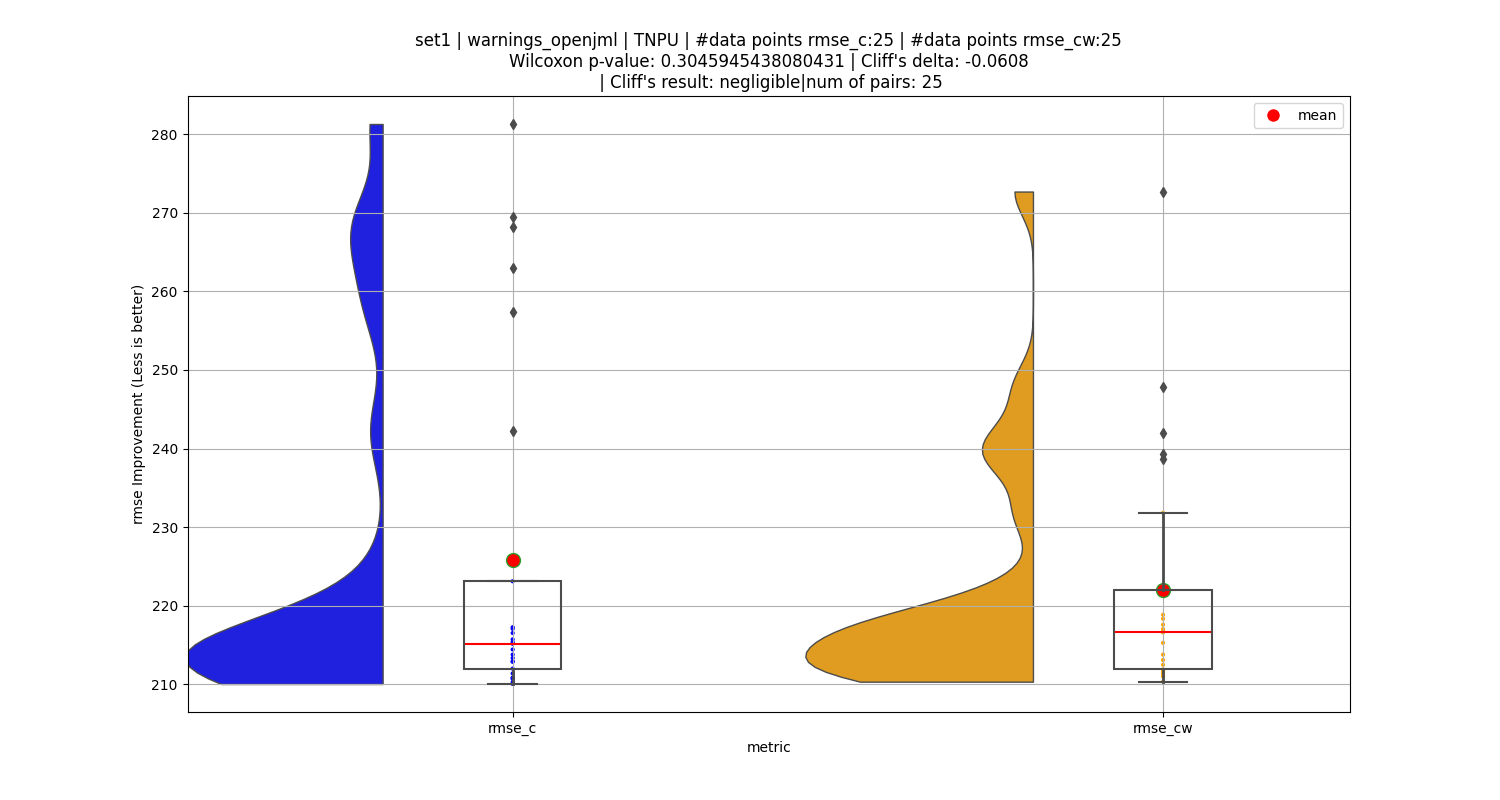 set1 | warnings_openjml | TNPU | #data points rmse_c:25 | #data points rmse_cw:25
Wilcoxon p-value: 0.3045945438080431 | Cliff's delta: -0.0608
| Cliff's result: negligible|num of pairs: 25
mean
rmse Improvement (Less is better)
280
270
260
250
240
230
220
210
rmse_c
rmse_cw
metric